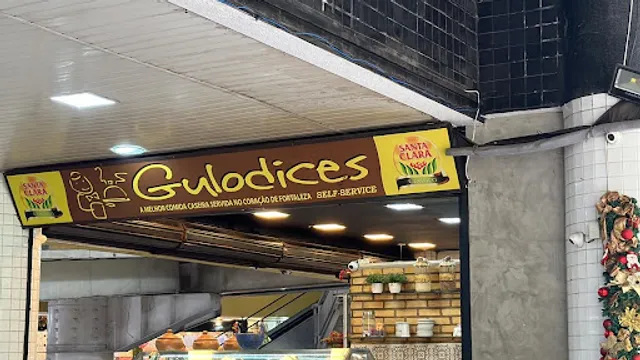 SANTA CLARA
Gulodices
A MELHOR COMIDA CASEIRA SERVIDA NO CORAÇÃO DE FORTALEZA SELF-SERVICE
SANTA CLARA